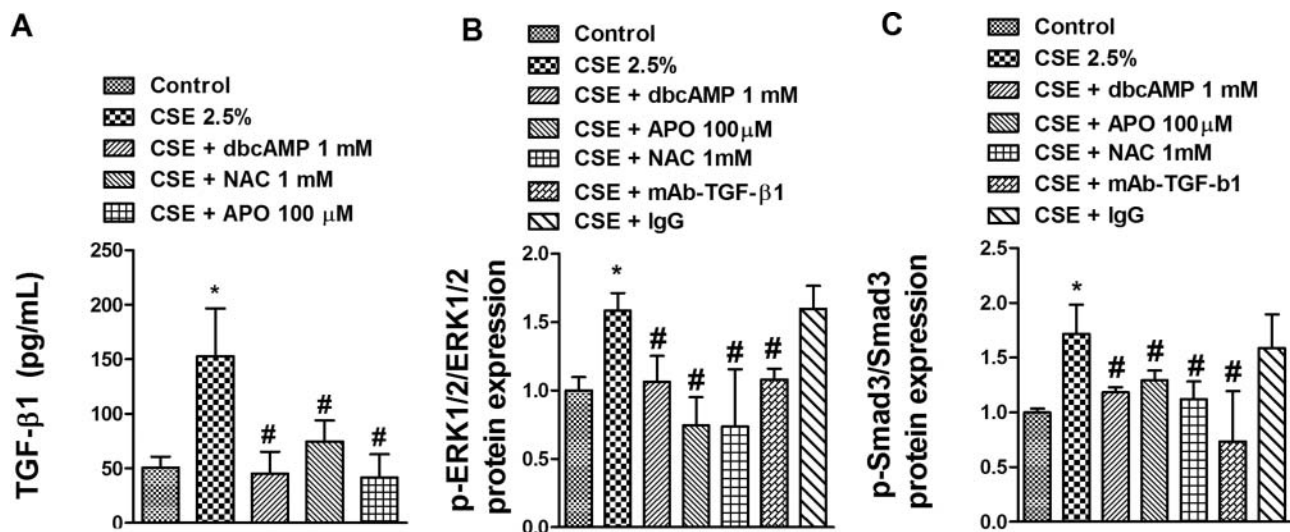 A
Control
CSE 2.5%
CSE + dbcAMP 1 mM
CSE + NAC 1 mM
CSE + APO 100 μM
TGF-β1 (pg/mL)
250
200
150
100
50
0
*
#
#
#
B
Control
CSE 2.5%
CSE + dbcAMP 1 mM
CSE + APO 100μM
CSE + NAC 1mM
CSE + mAb-TGF-β1
CSE + IgG
p-ERK1/2/ERK1/2
protein expression
2.0
1.5
1.0
0.5
0.0
*
#
#
#
#
C
Control
CSE 2.5%
CSE + dbcAMP 1 mM
CSE + APO 100μM
CSE + NAC 1mM
CSE + mAb-TGF-b1
CSE + IgG
p-Smad3/Smad3
protein expression
2.5
2.0
1.5
1.0
0.5
0.0
*
#
#
#
#